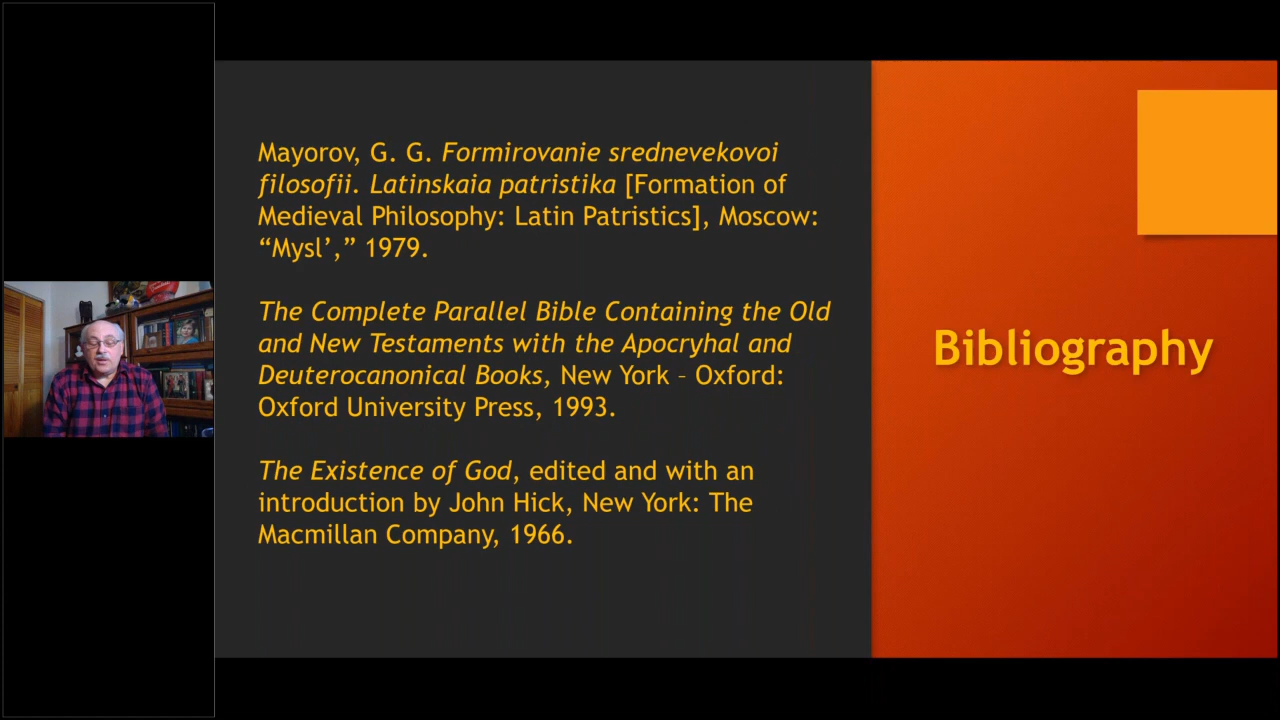 Mayorov, G. G. Formirovanie srednevekovoi
filosofii. Latinskaia patristika [Formation of
Medieval Philosophy: Latin Patristics], Moscow:
“Mysl’,” 1979.
The Complete Parallel Bible Containing the Old
and New Testaments with the Apocryhal and
Deuterocanonical Books, New York – Oxford:
Oxford University Press, 1993.
The Existence of God, edited and with an
introduction by John Hick, New York: The
Macmillan Company, 1966.
Bibliography